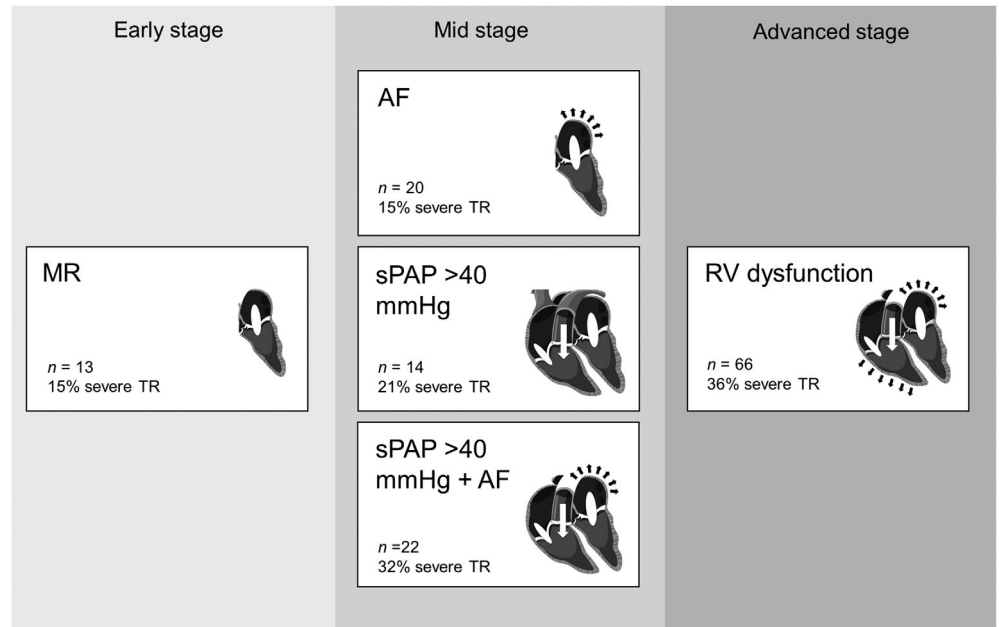 Early stage
Mid stage
Advanced stage
MR
n = 13
15% severe TR
AF
n = 20
15% severe TR
sPAP >40
mmHg
n = 14
21% severe TR
sPAP >40
mmHg + AF
n =22
32% severe TR
RV dysfunction
n = 66
36% severe TR